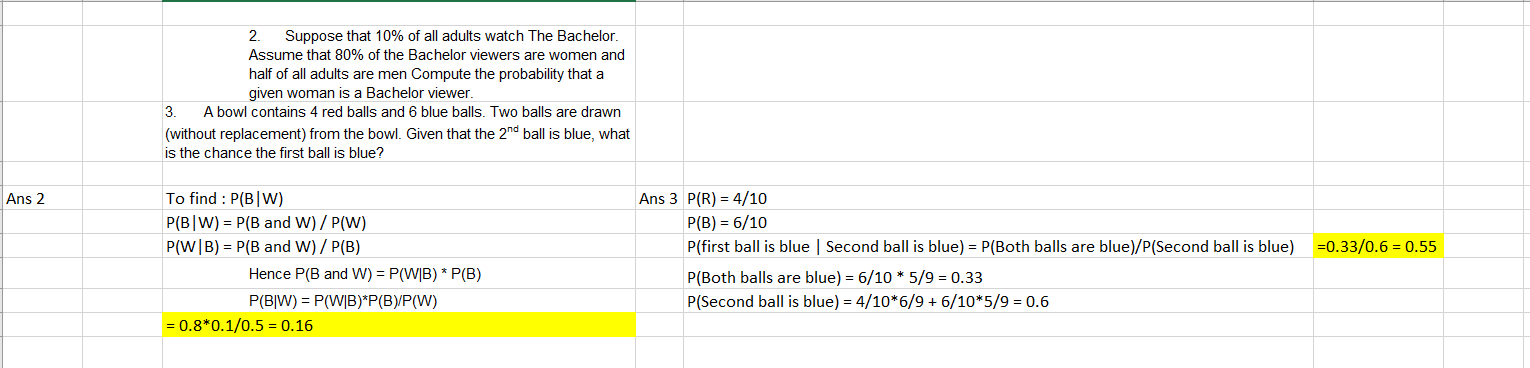 2. Suppose that 10% of all adults watch The Bachelor.
Assume that 80% of the Bachelor viewers are women and
half of all adults are men Compute the probability that a
given woman is a Bachelor viewer.
3. A bowl contains 4 red balls and 6 blue balls. Two balls are drawn
(without replacement) from the bowl. Given that the 2nd ball is blue, what
is the chance the first ball is blue?
Ans 2
To find : P(B|W)
P(B|W) = P(B and W) / P(W)
P(W|B) = P(B and W) / P(B)
Hence P(B and W) = P(W|B) * P(B)
P(B|W) = P(W|B)*P(B)/P(W)
= 0.8*0.1/0.5 = 0.16
Ans 3
P(R) = 4/10
P(B) = 6/10
P(first ball is blue | Second ball is blue) = P(Both balls are blue)/P(Second ball is blue)
=0.33/0.6 = 0.55
P(Both balls are blue) = 6/10 * 5/9 = 0.33
P(Second ball is blue) = 4/10*6/9 + 6/10*5/9 = 0.6